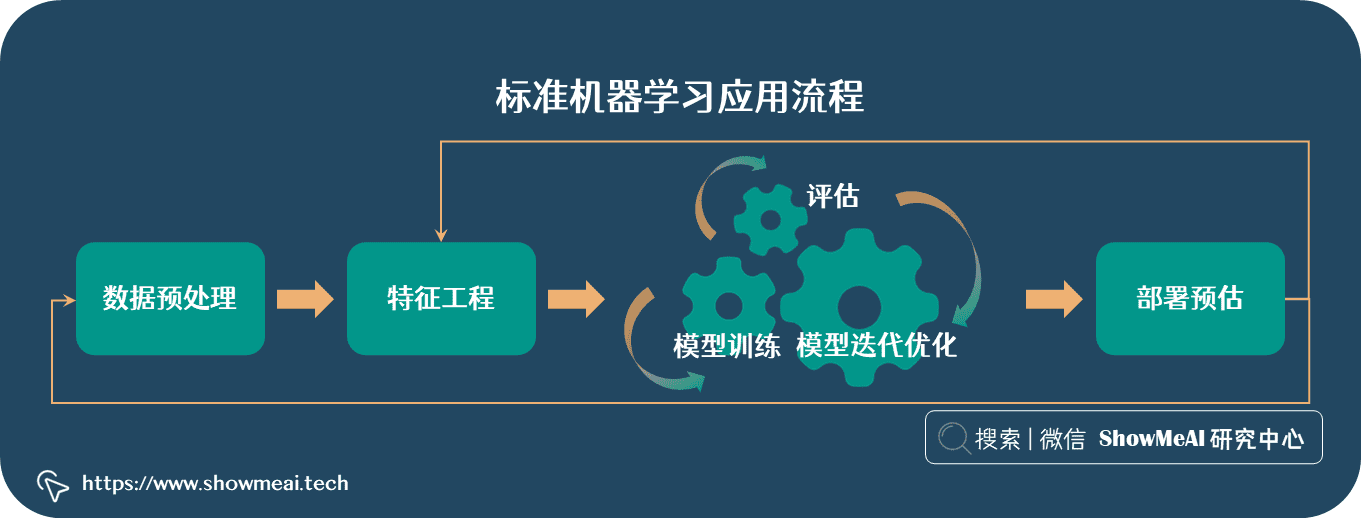 标准机器学习应用流程
评估
数据预处理
特征工程
模型训练
模型迭代优化
部署预估
搜索 | 微信 ShowMeAI 研究中心
https://www.showmeai.tech